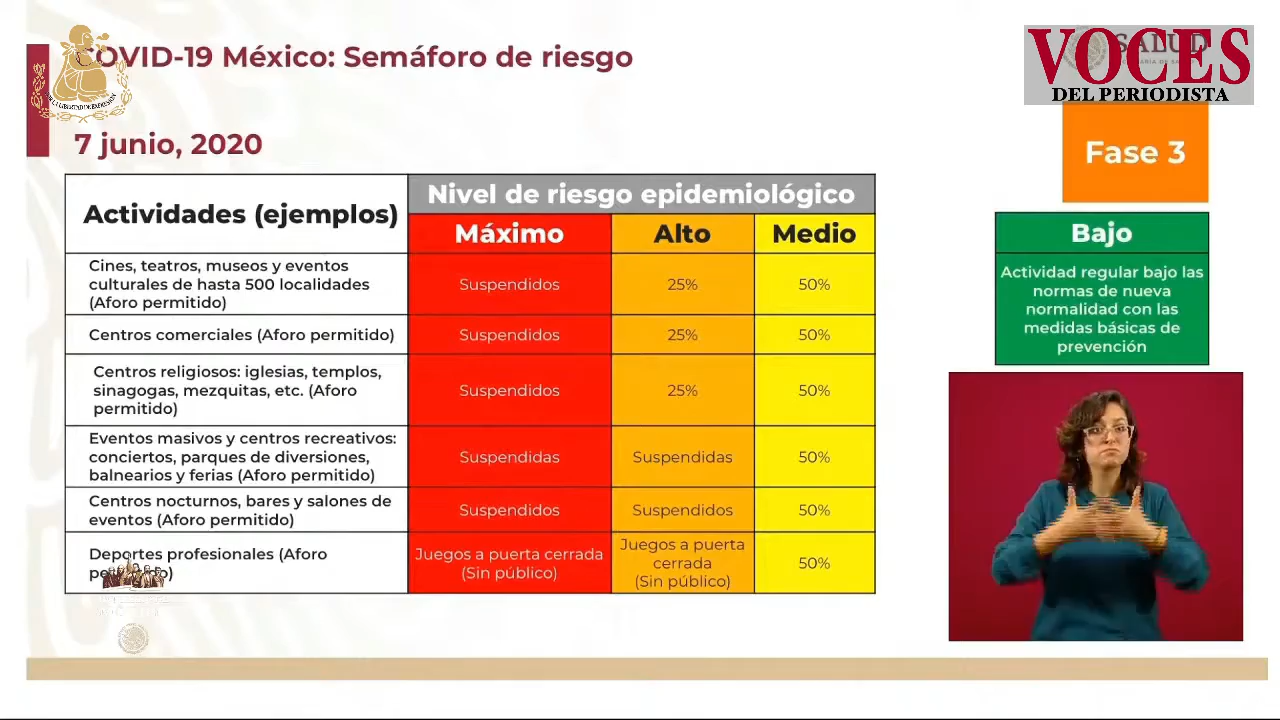 COVID-19 México: Semáforo de riesgo
7 junio, 2020
SALUD
VOCES
DEL PERIODISTA
Fase 3
Actividades (ejemplos)
Nivel de riesgo epidemiológico
Máximo
Alto
Medio
Cines, teatros, museos y eventos
culturales de hasta 500 localidades
(Aforo permitido)
Suspendidos
25%
50%
Centros comerciales (Aforo permitido)
Suspendidos
25%
50%
Centros religiosos: iglesias, templos,
sinagogas, mezquitas, etc. (Aforo
permitido)
Suspendidos
25%
50%
Eventos masivos y centros recreativos:
conciertos, parques de diversiones,
balnearios y ferias (Aforo permitido)
Suspendidas
Suspendidas
50%
Centros nocturnos, bares y salones de
eventos (Aforo permitido)
Suspendidos
Suspendidos
50%
Deportes profesionales (Aforo
permitido)
Juegos a puerta cerrada
(Sin público)
Juegos a puerta
cerrada
(Sin público)
50%
Bajo
Actividad regular bajo las
normas de nueva
normalidad con las
medidas básicas de
prevención